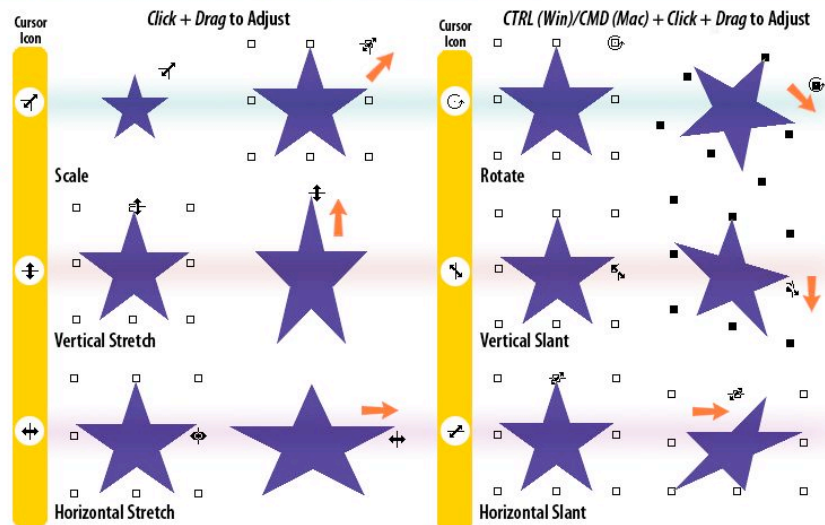 Cursor
Icon
Click + Drag to Adjust
Scale
Vertical Stretch
Horizontal Stretch
Cursor
Icon
CTRL (Win)/CMD (Mac) + Click + Drag to Adjust
Rotate
Vertical Slant
Horizontal Slant